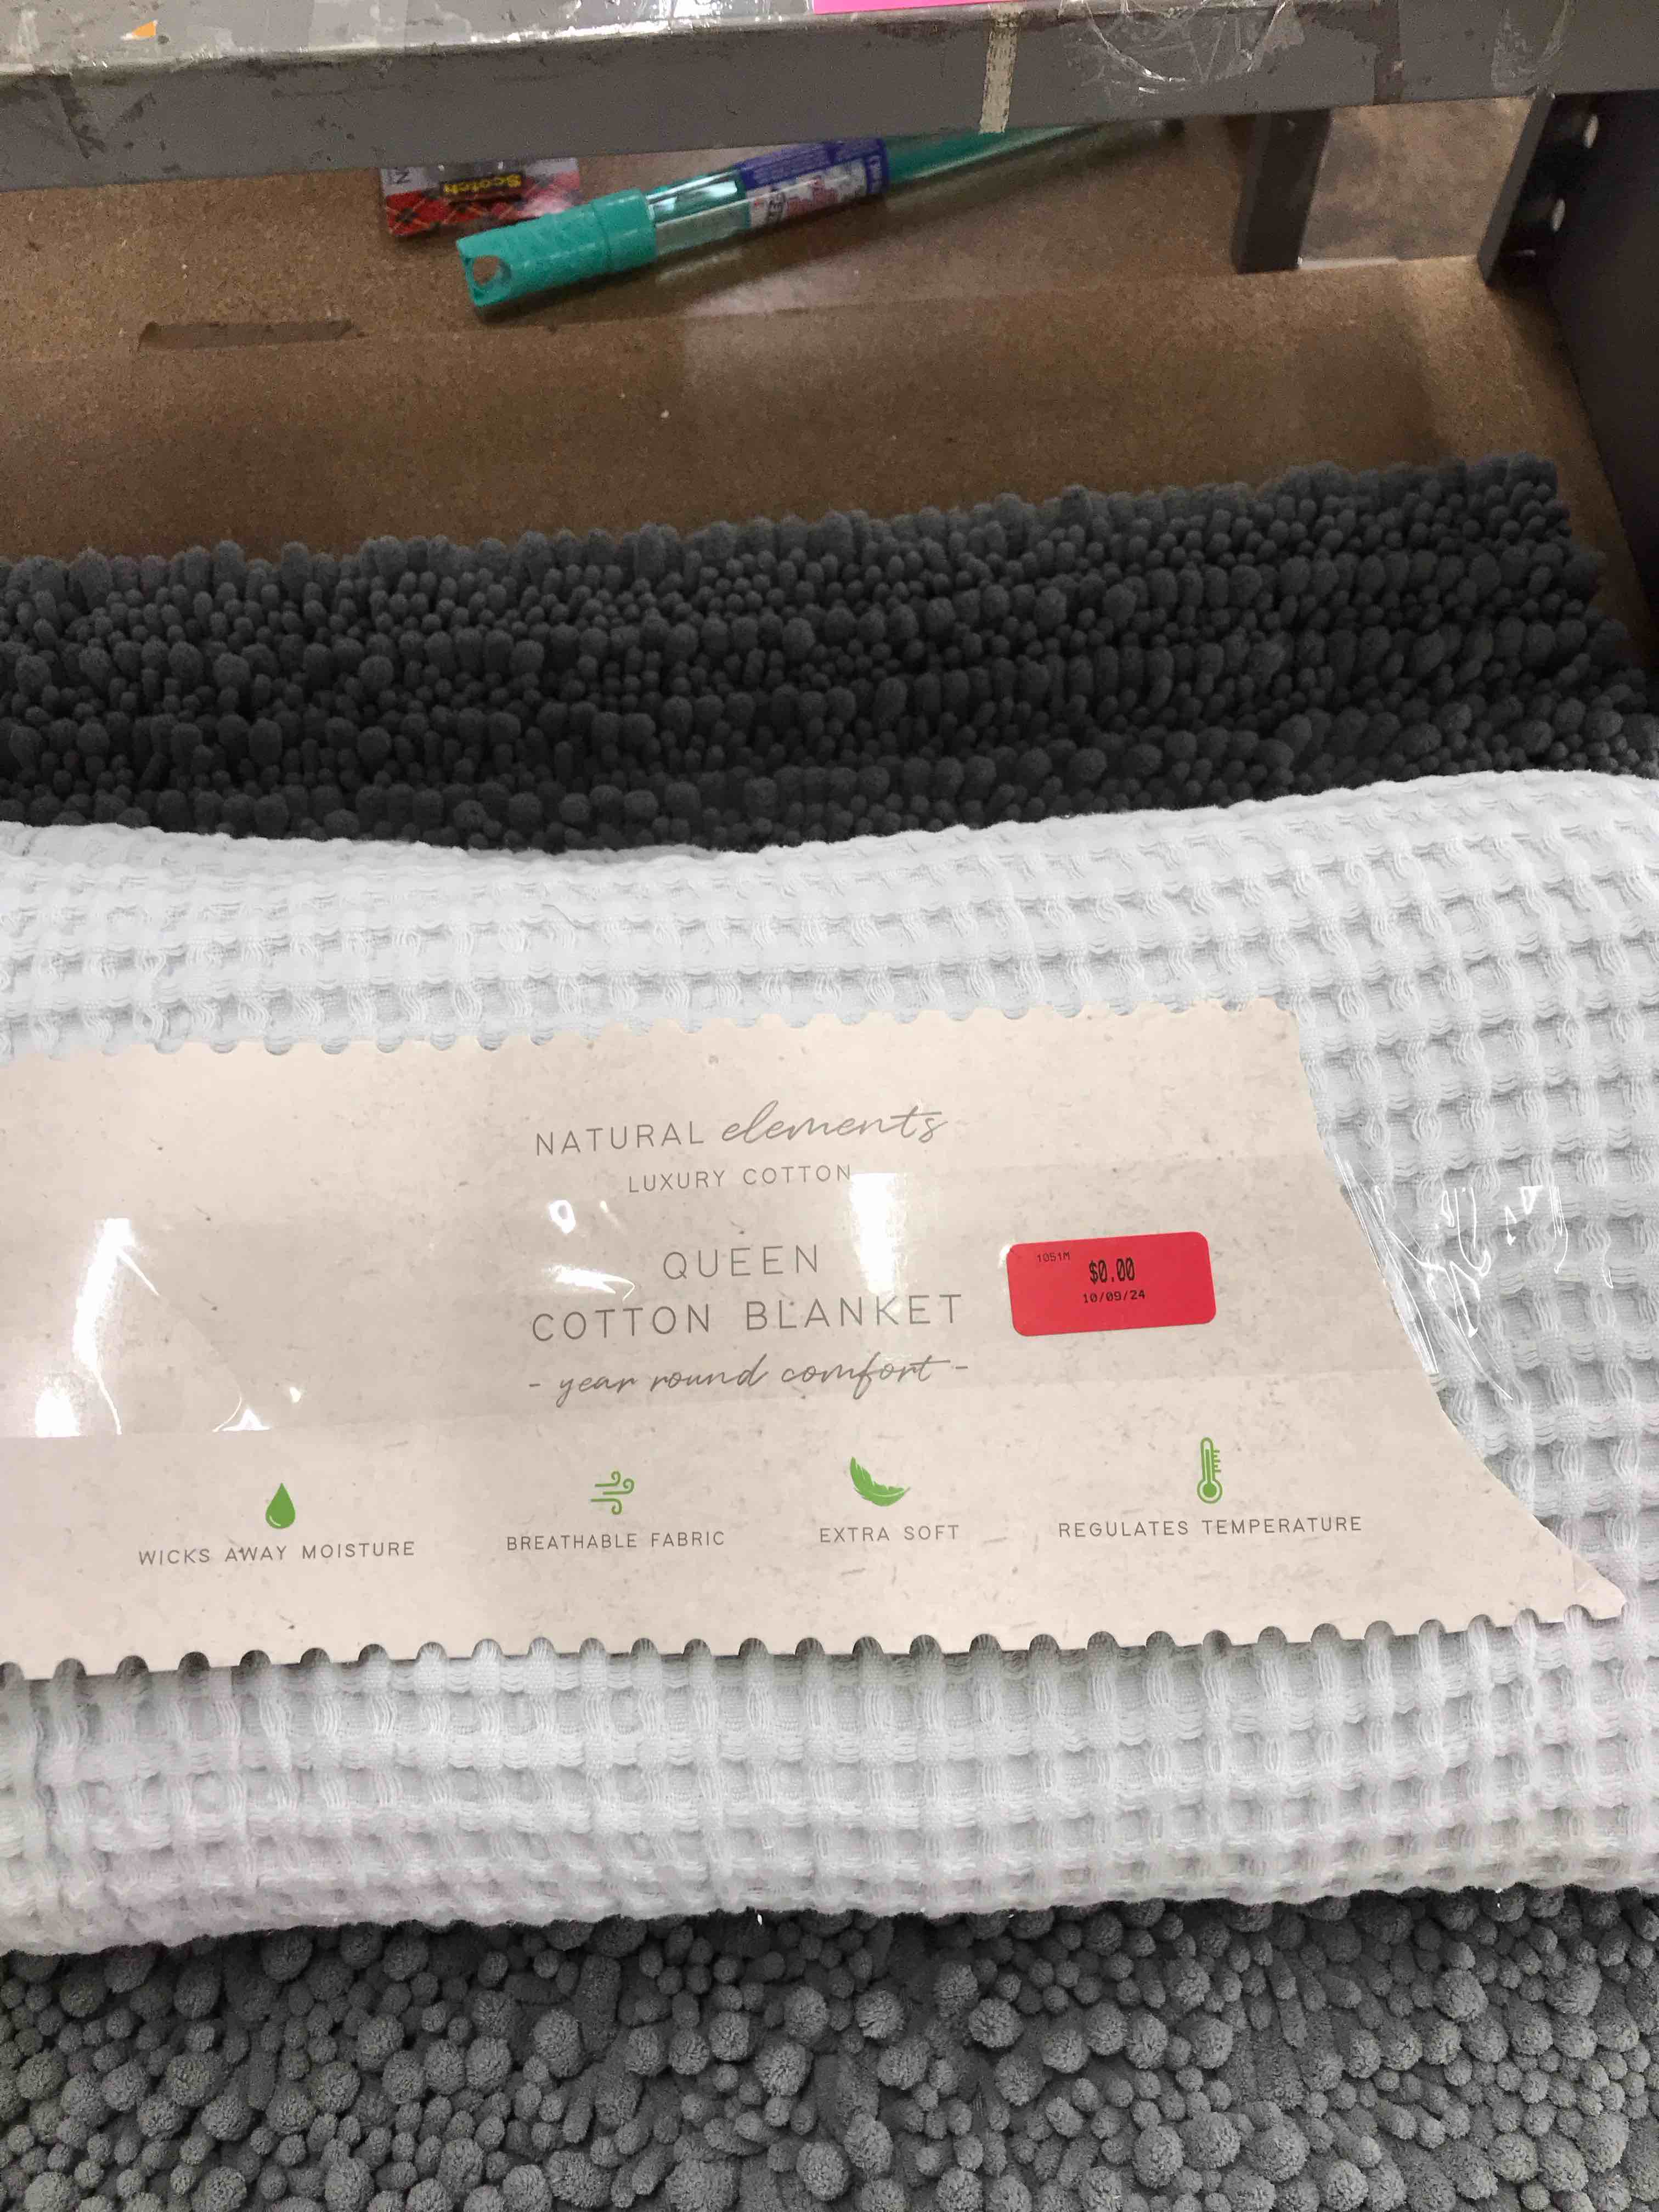 Scotch
NATURAL elements
LUXURY COTTON
QUEEN
COTTON BLANKET
- year round comfort -
1051M
$0.00
10/09/24
WICKS AWAY MOISTURE
BREATHABLE FABRIC
EXTRA SOFT
REGULATES TEMPERATURE